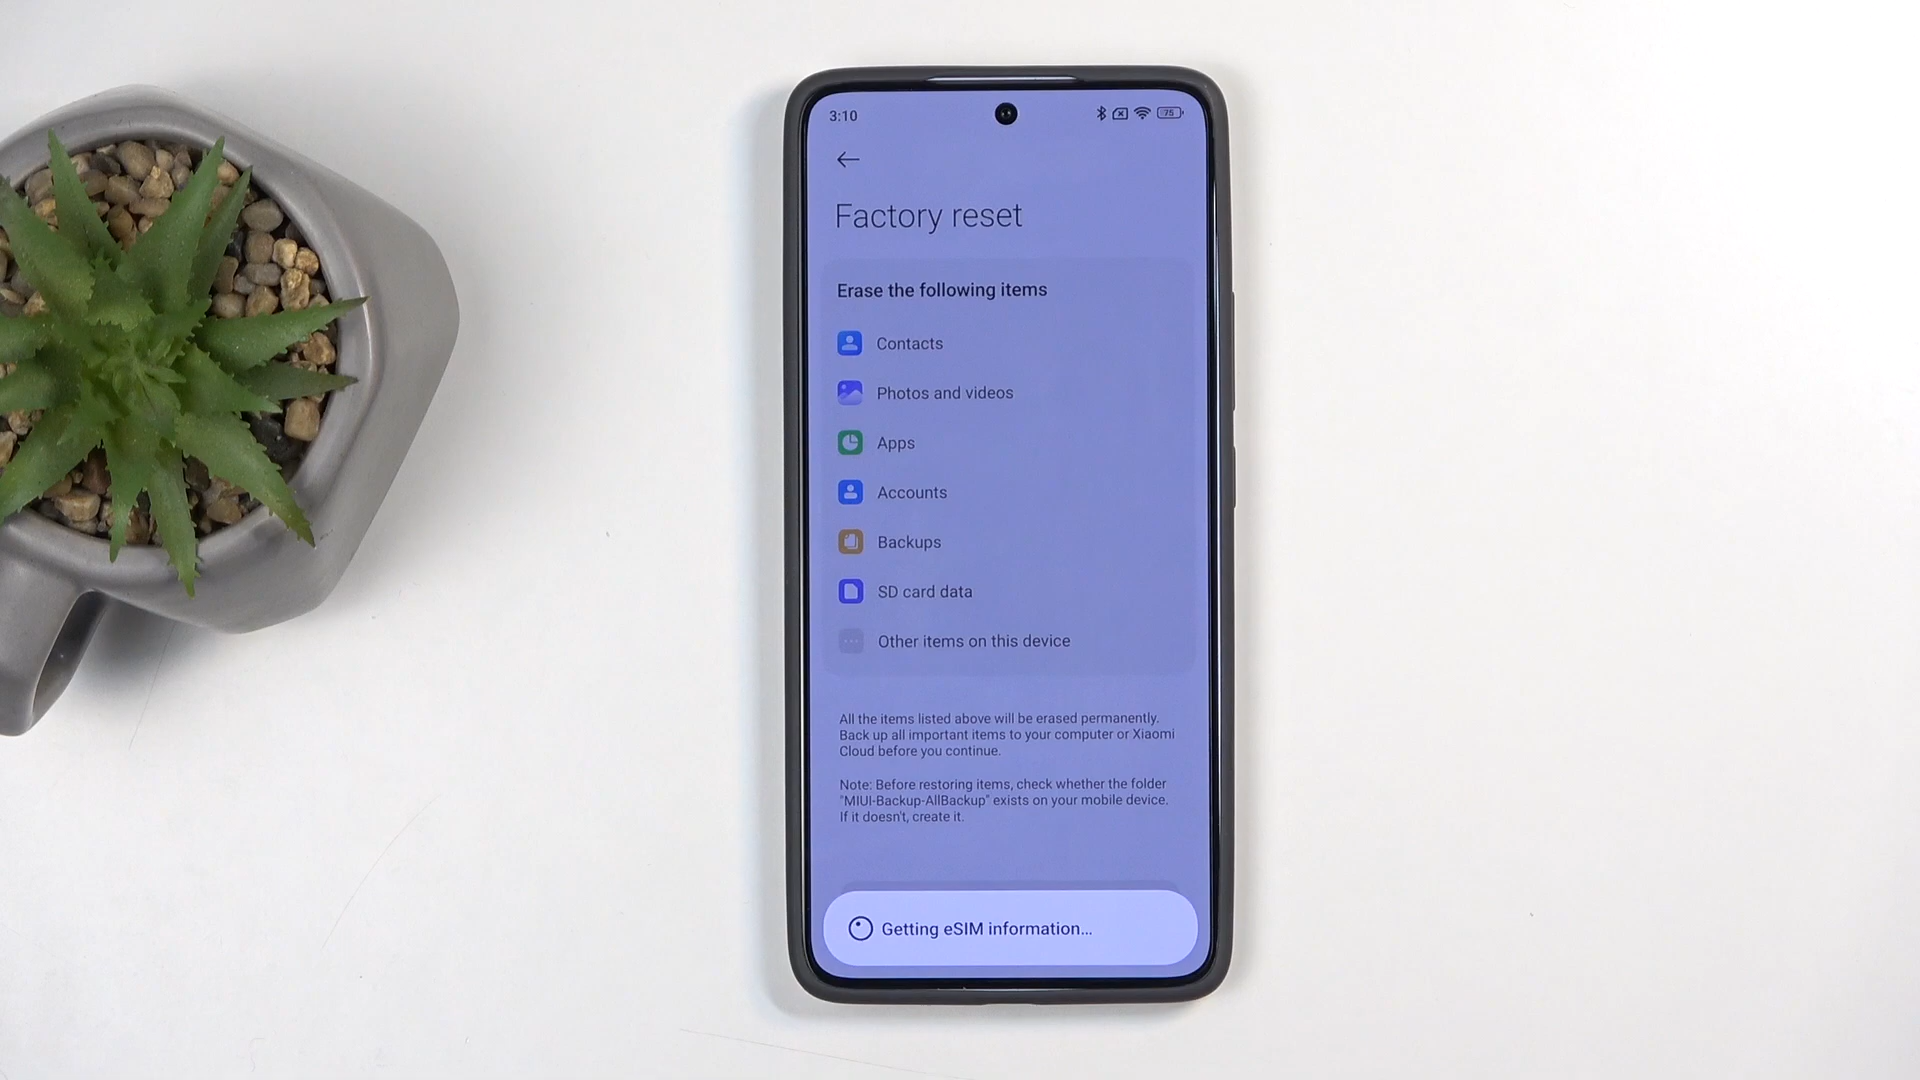 3:10
75
Factory reset
Erase the following items
Contacts
Photos and videos
Apps
Accounts
Backups
SD card data
Other items on this device
All the items listed above will be erased permanently.
Back up all important items to your computer or Xiaomi
Cloud before you continue.
Note: Before restoring items, check whether the folder
"MIUI-Backup-AllBackup" exists on your mobile device.
If it doesn't, create it.
Getting eSIM information...